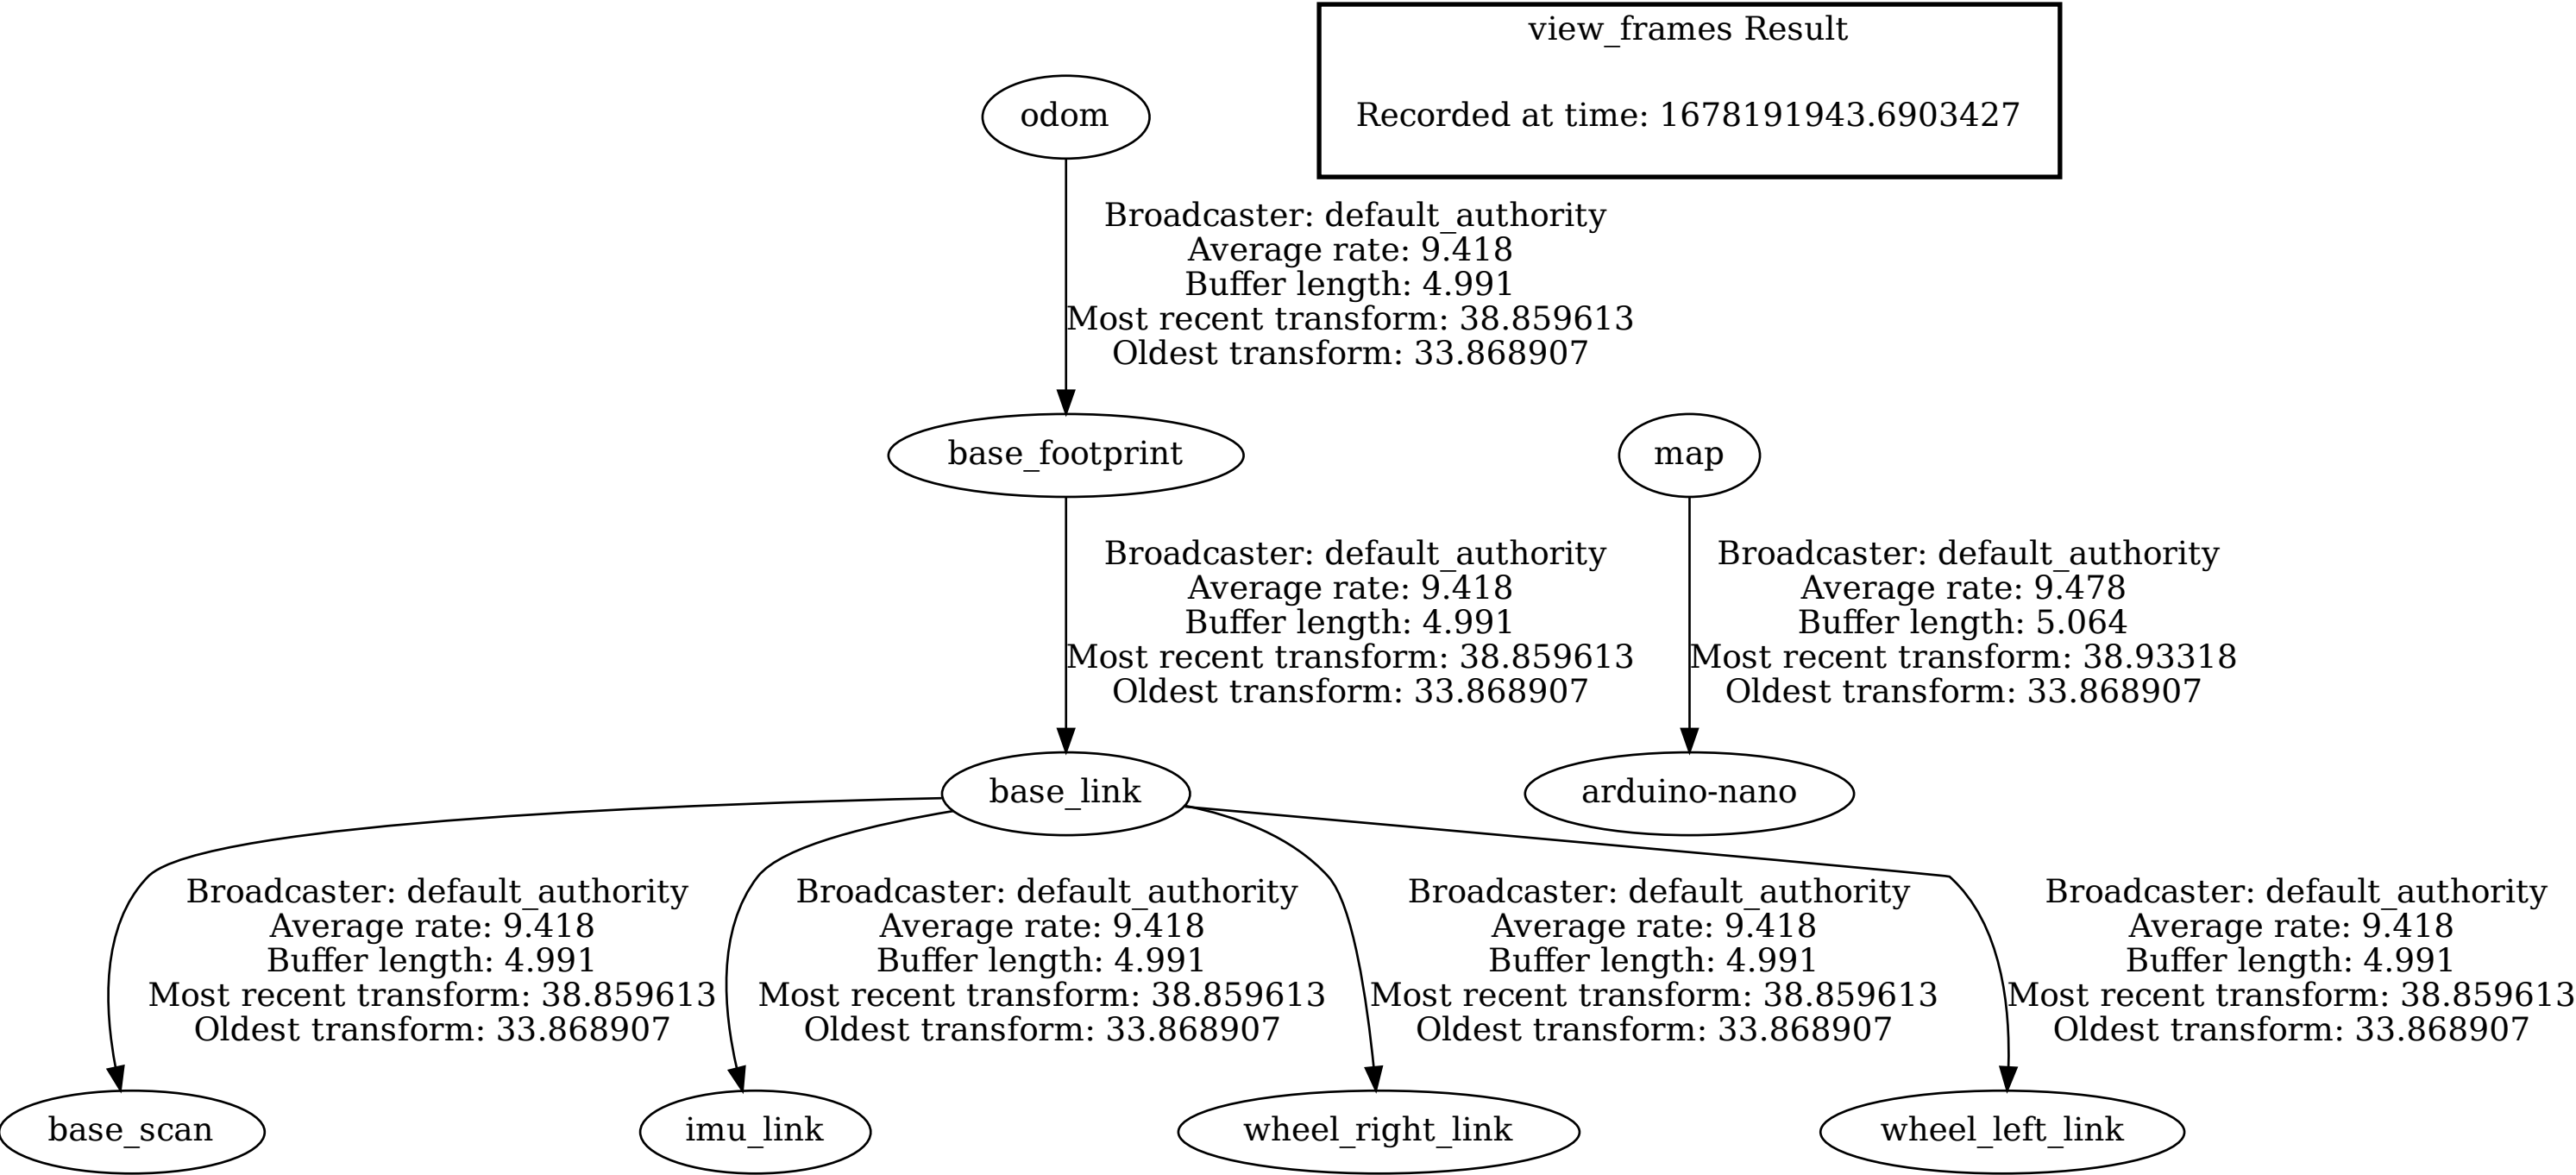 view_frames Result
Recorded at time: 1678191943.6903427
odom
Broadcaster: default_authority
Average rate: 9.418
Buffer length: 4.991
Most recent transform: 38.859613
Oldest transform: 33.868907
base_footprint
map
Broadcaster: default_authority
Average rate: 9.418
Buffer length: 4.991
Most recent transform: 38.859613
Oldest transform: 33.868907
Broadcaster: default_authority
Average rate: 9.478
Buffer length: 5.064
Most recent transform: 38.93318
Oldest transform: 33.868907
base_link
arduino-nano
Broadcaster: default_authority
Average rate: 9.418
Buffer length: 4.991
Most recent transform: 38.859613
Oldest transform: 33.868907
Broadcaster: default_authority
Average rate: 9.418
Buffer length: 4.991
Most recent transform: 38.859613
Oldest transform: 33.868907
Broadcaster: default_authority
Average rate: 9.418
Buffer length: 4.991
Most recent transform: 38.859613
Oldest transform: 33.868907
Broadcaster: default_authority
Average rate: 9.418
Buffer length: 4.991
Most recent transform: 38.859613
Oldest transform: 33.868907
base_scan
imu_link
wheel_right_link
wheel_left_link